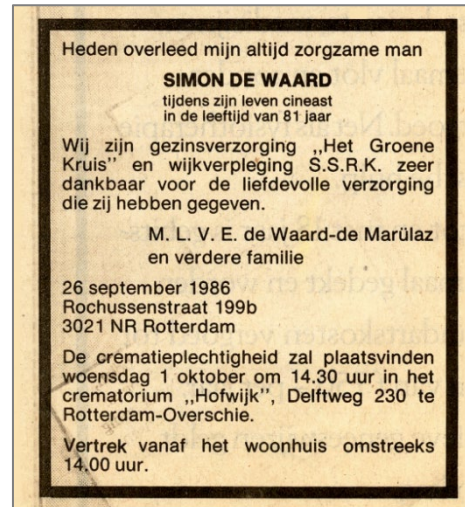 Heden overleed mijn altijd zorgzame man
SIMON DE WAARD
tijdens zijn leven cineast
in de leeftijd van 81 jaar
Wij zijn gezinsverzorging ,,Het Groene
Kruis" en wijkverpleging S.S.R.K. zeer
dankbaar voor de liefdevolle verzorging
die zij hebben gegeven.
M. L. V. E. de Waard-de Marülaz
en verdere familie
26 september 1986
Rochussenstraat 199b
3021 NR Rotterdam
De crematieplechtigheid zal plaatsvinden
woensdag 1 oktober om 14.30 uur in het
crematorium ,,Hofwijk", Delftweg 230 te
Rotterdam-Overschie.
Vertrek vanaf het woonhuis omstreeks
14.00 uur.